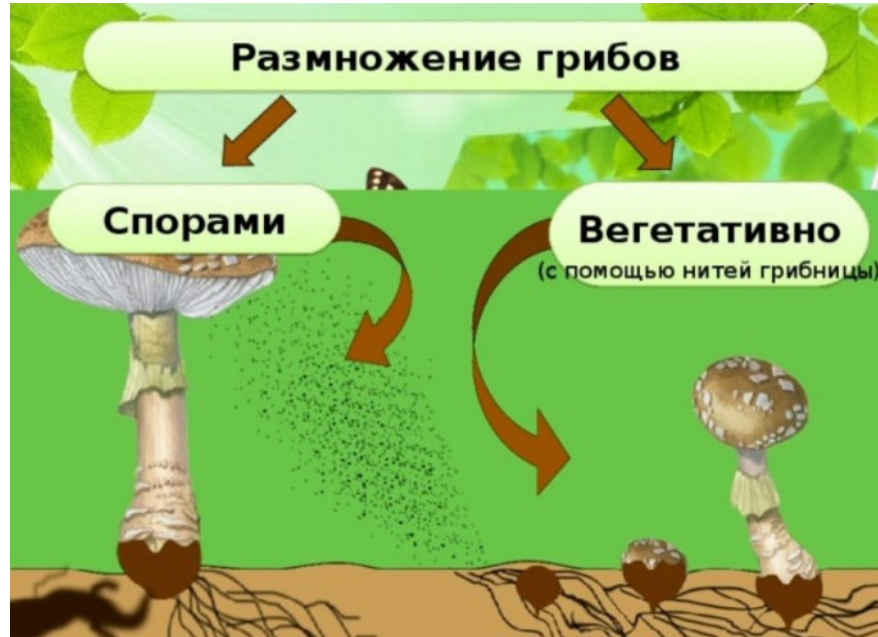 Размножение грибов
Спорами
Вегетативно
(с помощью нитей грибницы)